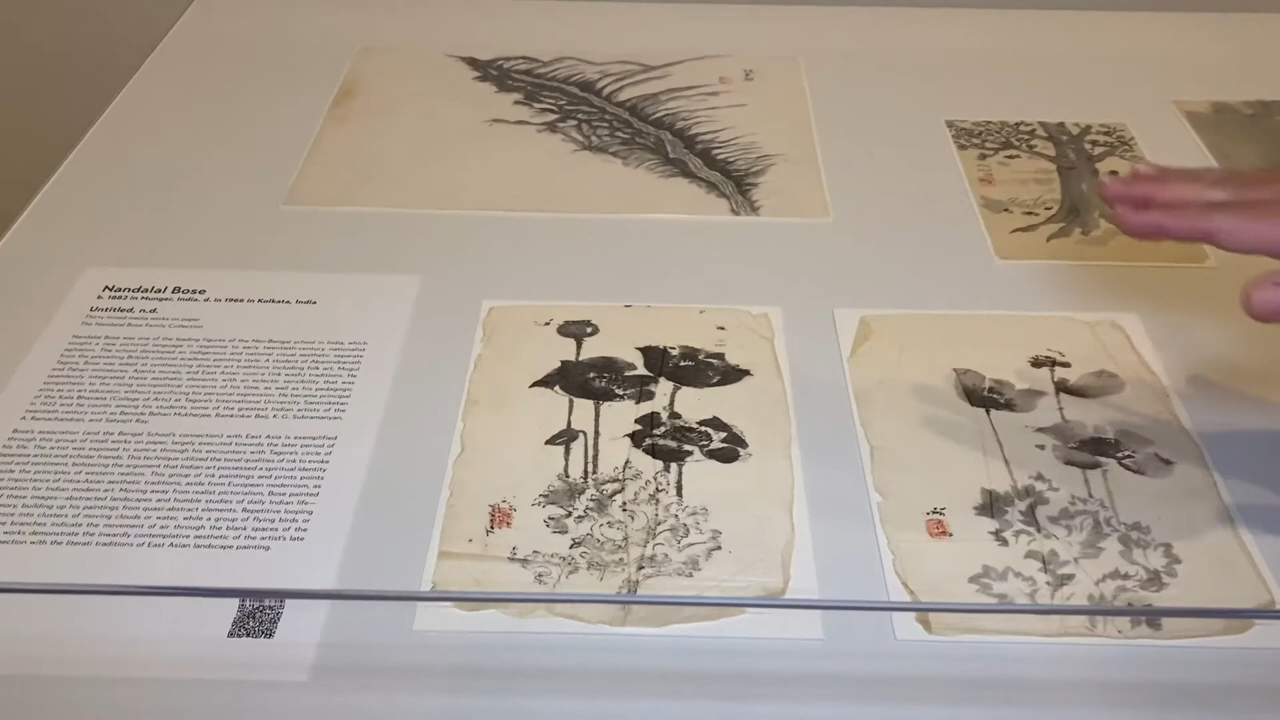 Nandalal Bose
b. 1882 in Munger, India. d. in 1966 in Kolkata, India
Untitled, n.d.
Thirty mixed media works on paper
The Nandalal Bose Family Collection
Nandalal Bose was one of the leading figures of the Neo-Bengal school in India, which
sought a new pictorial language in response to early twentieth-century nationalist
agitation. The school developed an indigenous and national visual aesthetic separate
from the prevailing British colonial academic painting style. A student of Abanindranath
Tagore, Bose was adept at synthesizing diverse art traditions including folk art, Mogul
and Pahari miniatures, Ajanta murals, and East Asian sumi-e (ink wash) traditions. He
seamlessly integrated these aesthetic elements with an eclectic sensibility that was
sympathetic to the rising sociopolitical concerns of his time, as well as his pedagogic
aims as an art educator, without sacrificing his personal expression. He became principal
of the Kala Bhavana (College of Arts) at Tagore's International University Santiniketan
in 1922 and he counts among his students some of the greatest Indian artists of the
twentieth century such as Benode Behari Mukherjee, Ramkinkar Baij, K. G. Subramanyan,
A. Ramachandran, and Satyajit Ray.
Bose's association (and the Bengal School's connection) with East Asia is exemplified
through this group of small works on paper, largely executed towards the later period of
his life. The artist was exposed to sumi-e through his encounters with Tagore's circle of
Japanese artist and scholar friends. This technique utilized the tonal qualities of ink to evoke
and sentiment, bolstering the argument that Indian art possessed a spiritual identity
the principles of western realism. This group of ink paintings and prints points
importance of intra-Asian aesthetic traditions, aside from European modernism, as
for Indian modern art. Moving away from realist pictorialism, Bose painted
these images—abstracted landscapes and humble studies of daily Indian life—
building up his paintings from quasi-abstract elements. Repetitive looping
into clusters of moving clouds or water, while a group of flying birds or
branches indicate the movement of air through the blank spaces of the
works demonstrate the inwardly contemplative aesthetic of the artist's late
with the literati traditions of East Asian landscape painting.